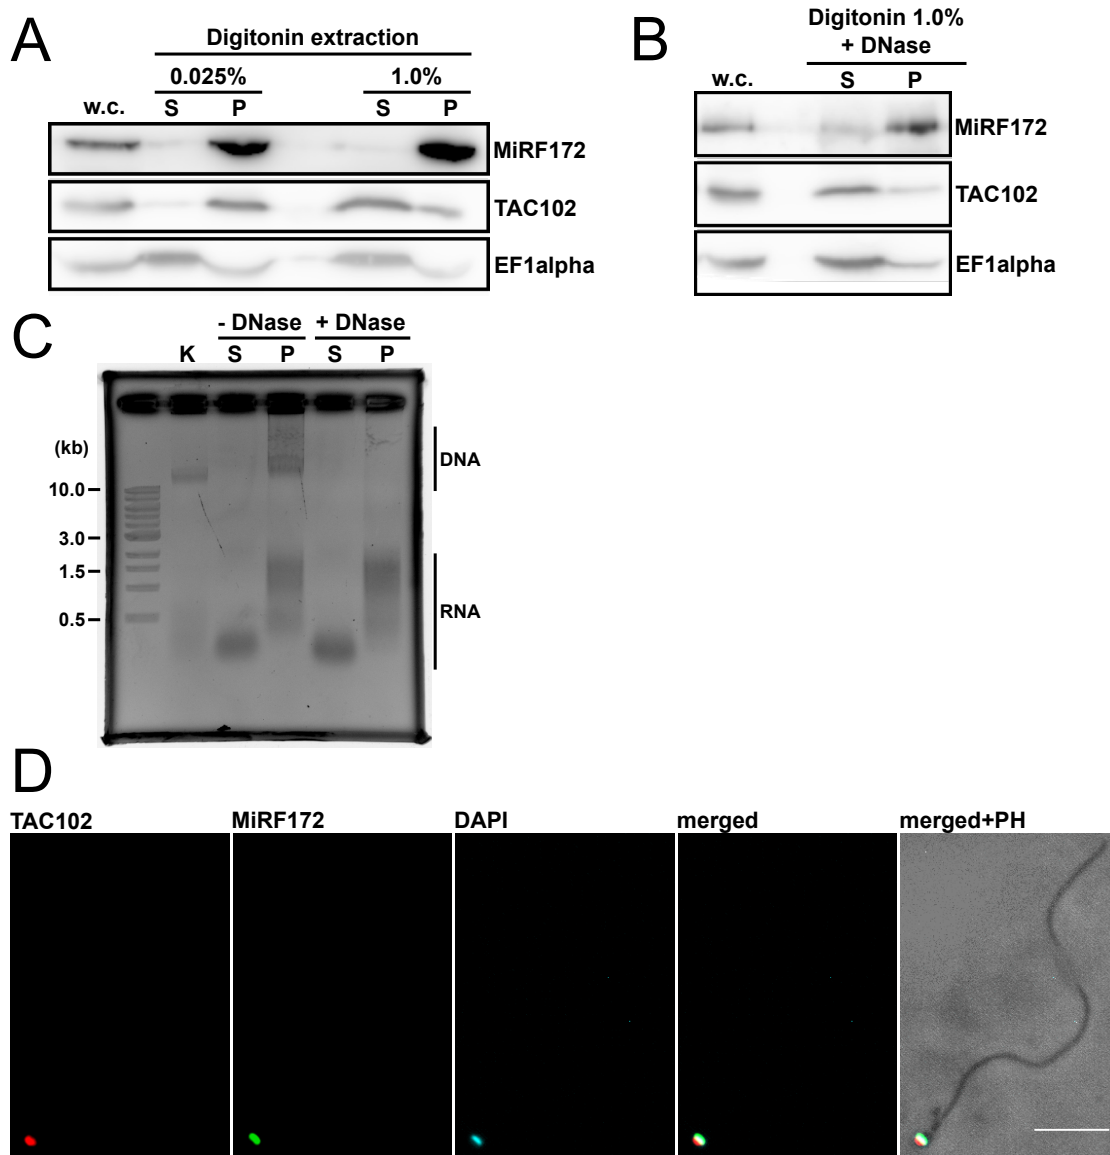 A
Digitonin extraction
0.025% 1.0%
w.c. S P S P
MiRF172
TAC102
EF1alpha
B
Digitonin 1.0%
+ DNase
w.c. S P
MiRF172
TAC102
EF1alpha
C
- DNase + DNase
K S P S P
(kb)
DNA
10.0
3.0
1.5
RNA
0.5
D
TAC102 MiRF172 DAPI merged merged+PH